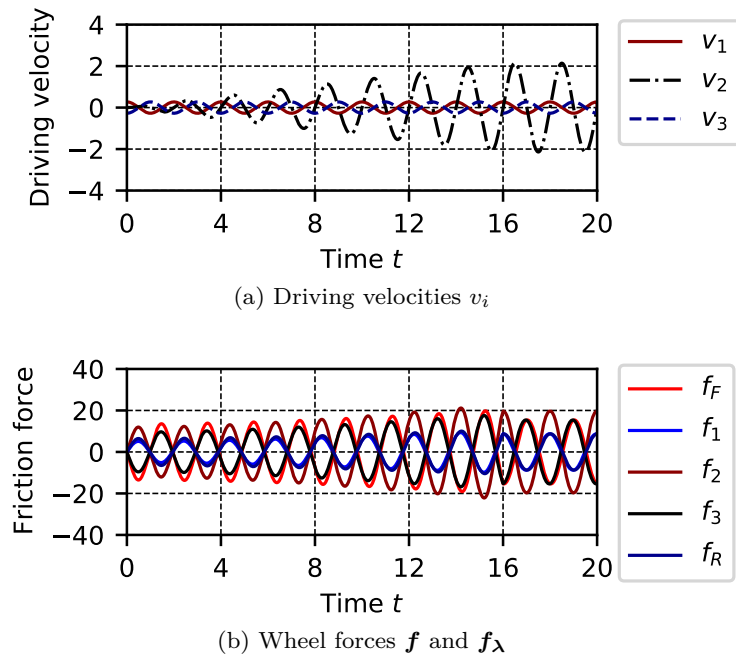 Driving velocity
4
2
0
−2
−4
0 4 8 12 16 20
Time t
v1
v2
v3
(a) Driving velocities vi
Friction force
40
20
0
−20
−40
0 4 8 12 16 20
Time t
fF
f1
f2
f3
fR
(b) Wheel forces f and fλ